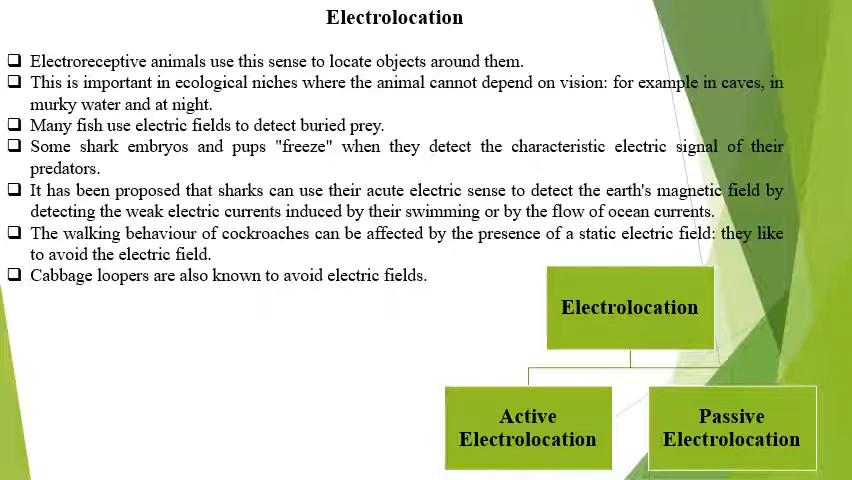 Electrolocation
❑ Electroreceptive animals use this sense to locate objects around them.
❑ This is important in ecological niches where the animal cannot depend on vision: for example in caves, in
murky water and at night.
❑ Many fish use electric fields to detect buried prey.
❑ Some shark embryos and pups "freeze" when they detect the characteristic electric signal of their
predators.
❑ It has been proposed that sharks can use their acute electric sense to detect the earth's magnetic field by
detecting the weak electric currents induced by their swimming or by the flow of ocean currents.
❑ The walking behaviour of cockroaches can be affected by the presence of a static electric field: they like
to avoid the electric field.
❑ Cabbage loopers are also known to avoid electric fields.
Electrolocation
Active
Electrolocation
Passive
Electrolocation